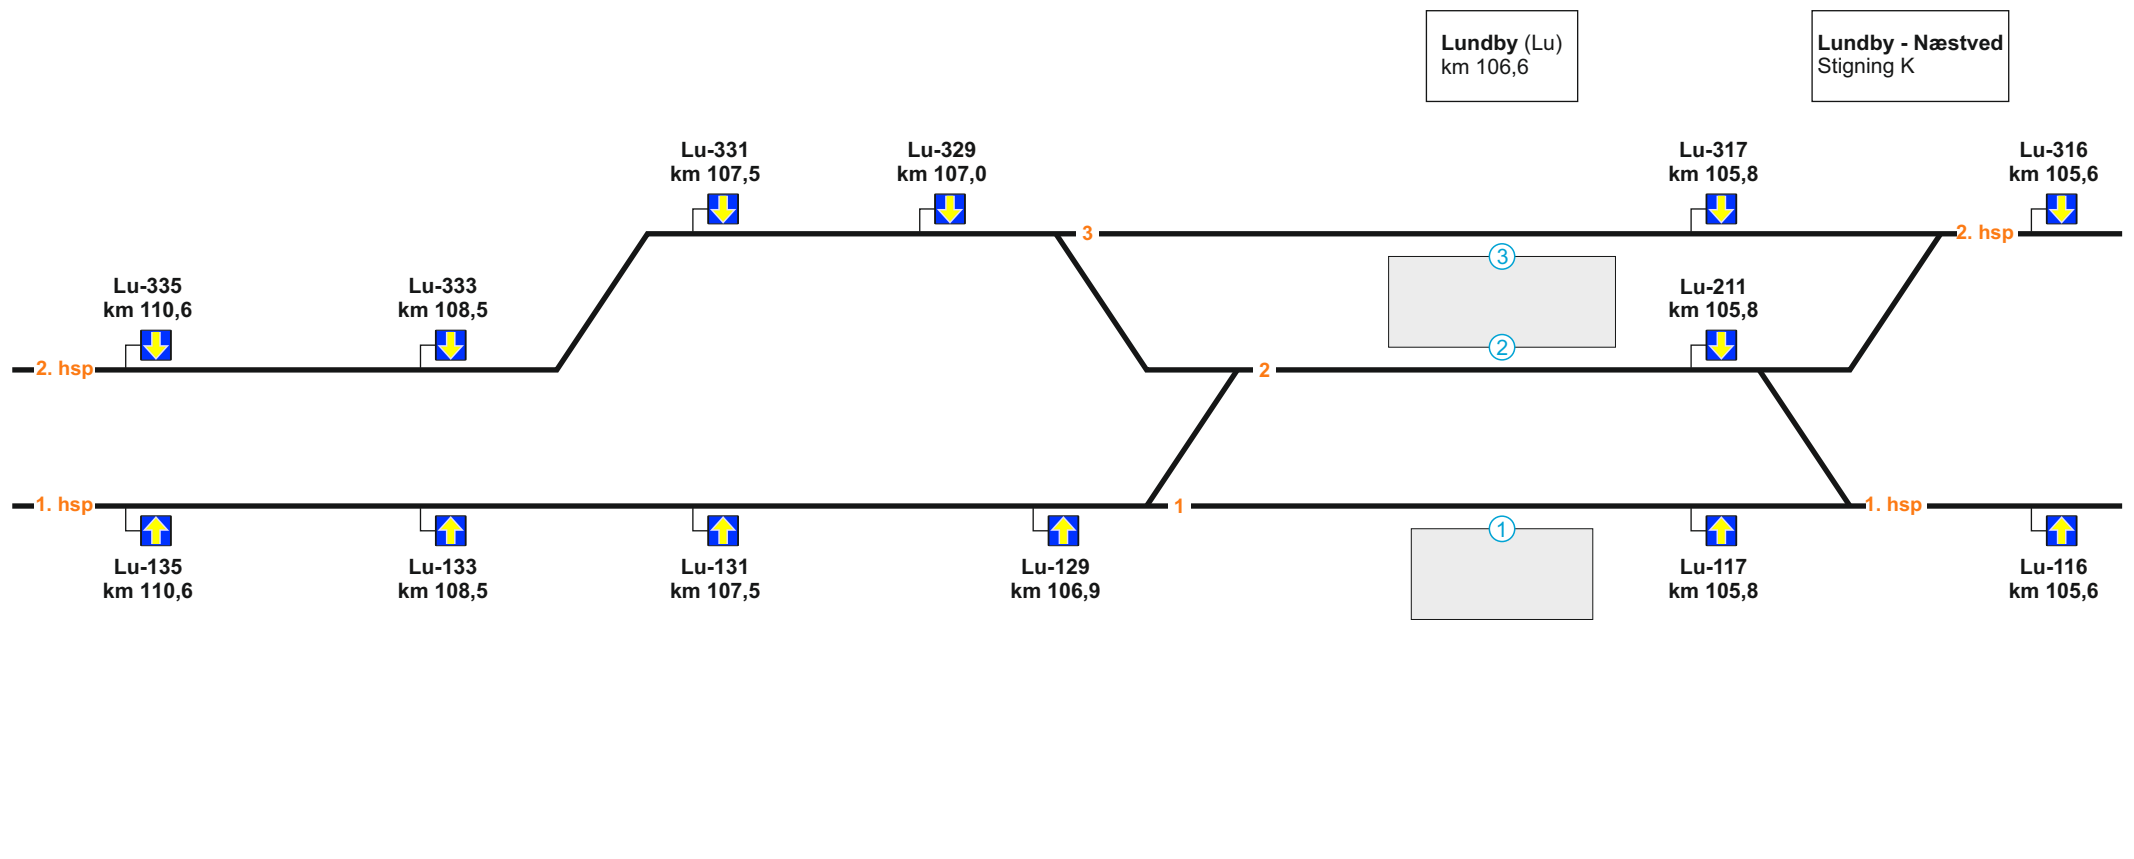 Lundby (Lu)
km 106,6
Lundby - Næstved
Stigning K
Lu-331
km 107,5
Lu-329
km 107,0
Lu-317
km 105,8
Lu-316
km 105,6
3
2. hsp
3
Lu-335
km 110,6
Lu-333
km 108,5
Lu-211
km 105,8
2
2. hsp
2
1. hsp
1
1. hsp
1
Lu-135
km 110,6
Lu-133
km 108,5
Lu-131
km 107,5
Lu-129
km 106,9
Lu-117
km 105,8
Lu-116
km 105,6